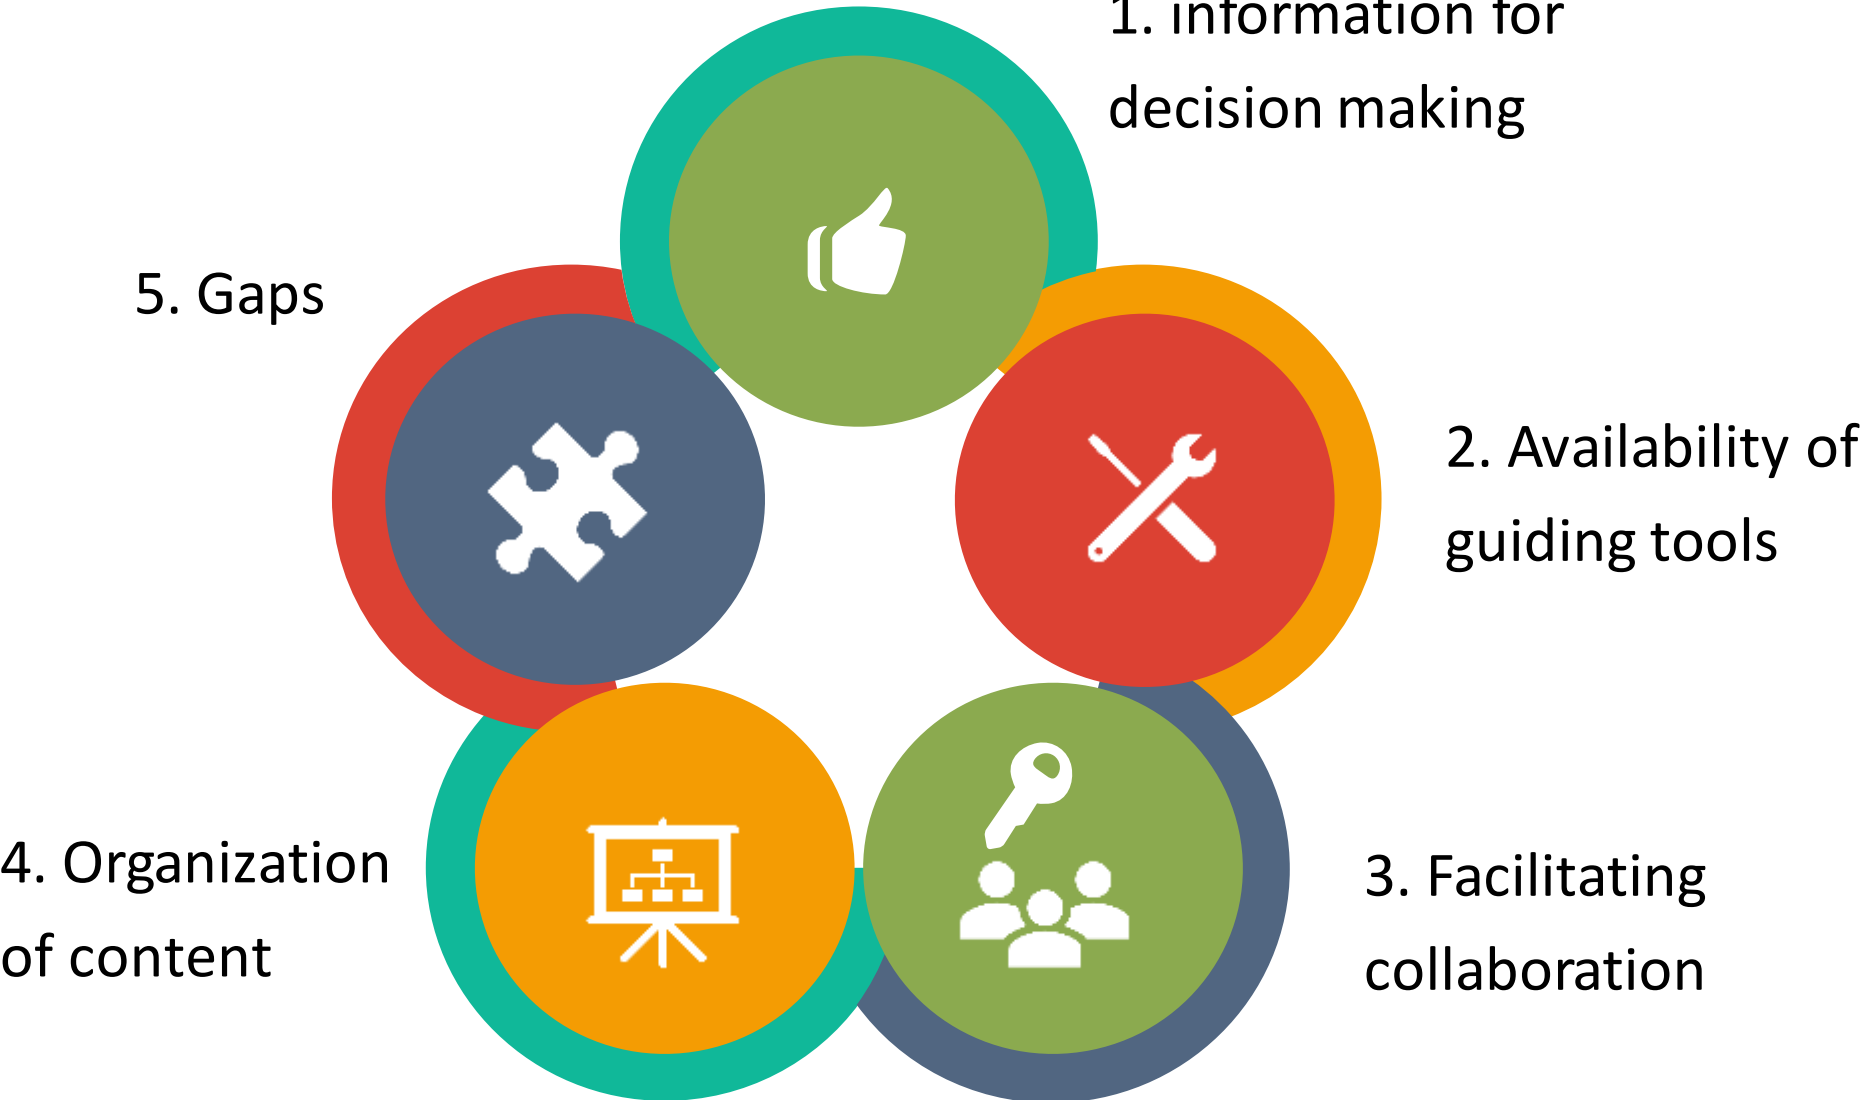 1. information for
decision making
2. Availability of
guiding tools
3. Facilitating
collaboration
4. Organization
of content
5. Gaps